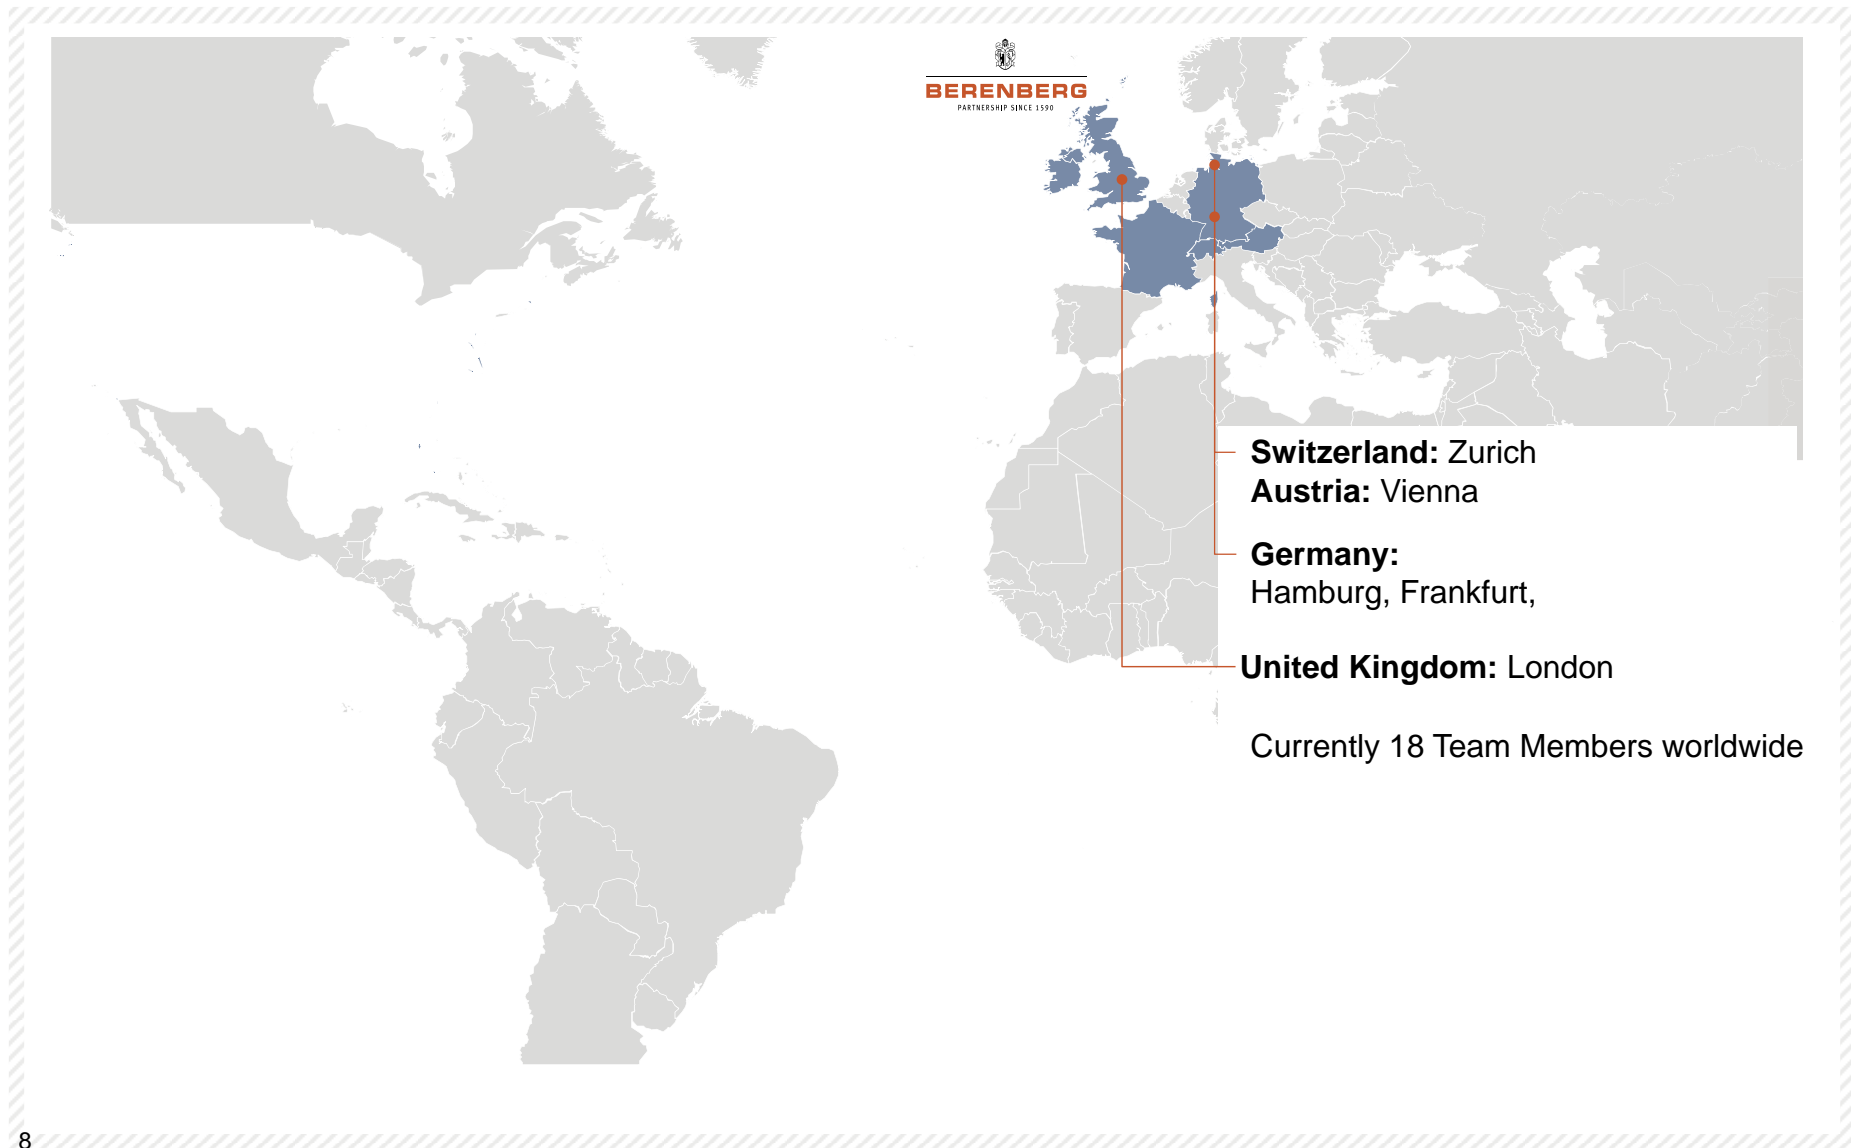 BERENBERG
PARTNERSHIP SINCE 1590
Switzerland: Zurich
Austria: Vienna
Germany:
Hamburg, Frankfurt,
United Kingdom: London
Currently 18 Team Members worldwide
8